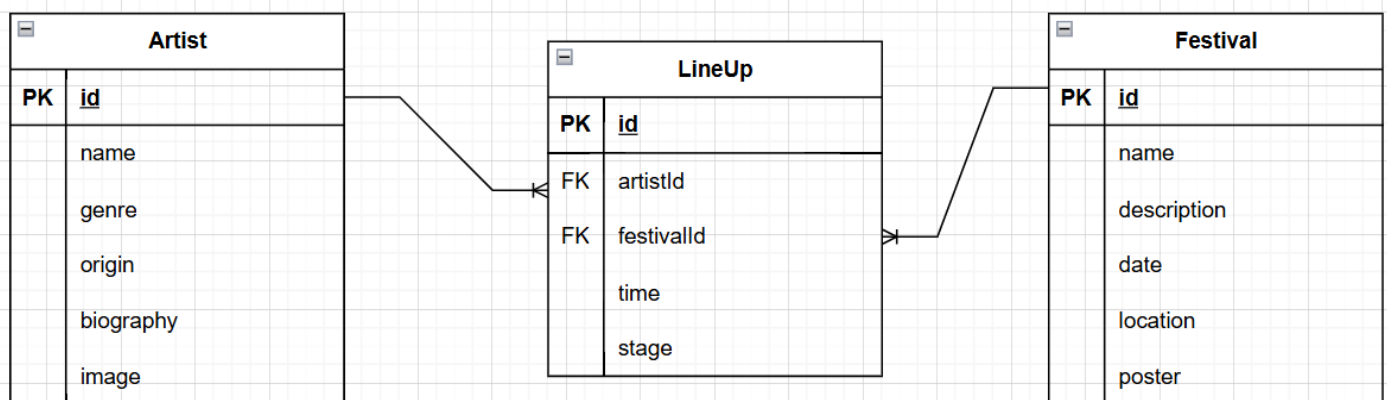 Artist
PK id
name
genre
origin
biography
image
LineUp
PK id
FK artistId
FK festivalId
time
stage
Festival
PK id
name
description
date
location
poster